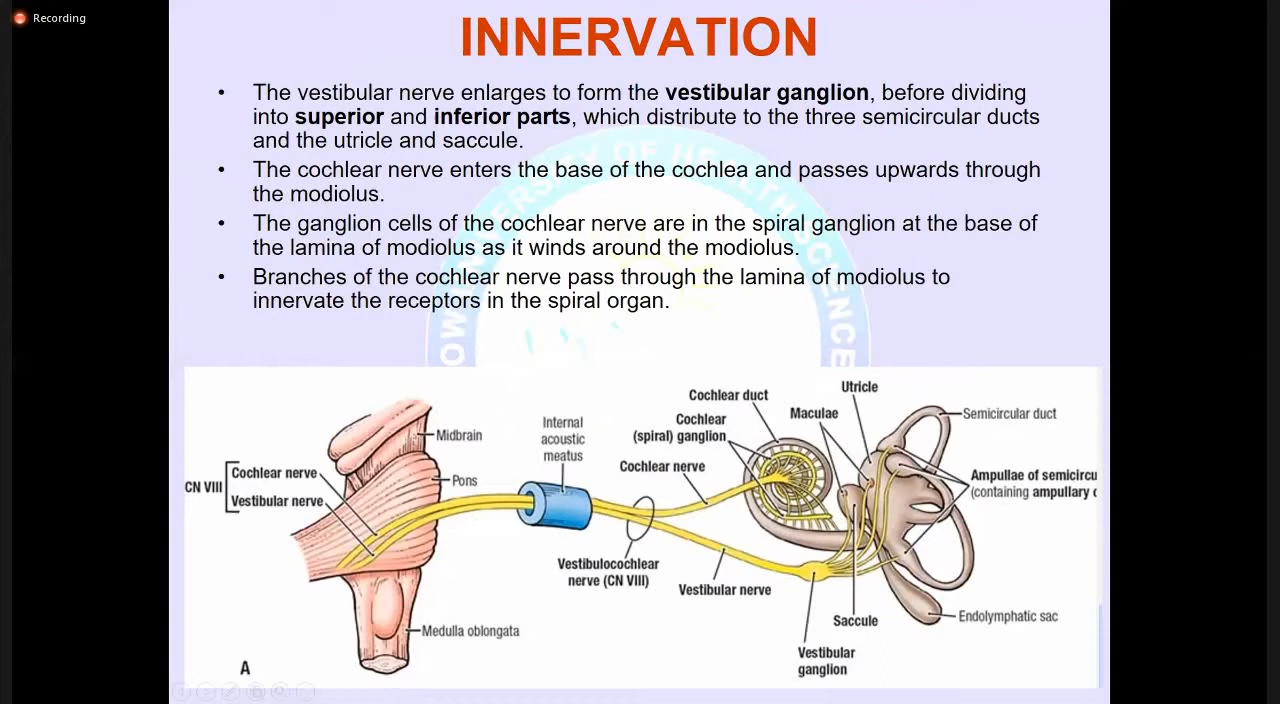 Recording
INNERVATION
• The vestibular nerve enlarges to form the vestibular ganglion, before dividing
into superior and inferior parts, which distribute to the three semicircular ducts
and the utricle and saccule.
• The cochlear nerve enters the base of the cochlea and passes upwards through
the modiolus.
• The ganglion cells of the cochlear nerve are in the spiral ganglion at the base of
the lamina of modiolus as it winds around the modiolus.
• Branches of the cochlear nerve pass through the lamina of modiolus to
innervate the receptors in the spiral organ.
OW UNIVERSITY OF HEALTH SCIENCE
Midbrain
CN VIII
Cochlear nerve
Vestibular nerve
Pons
Medulla oblongata
A
Internal
acoustic
meatus
Vestibulocochlear
nerve (CN VIII)
Cochlear duct
Cochlear
(spiral) ganglion
Cochlear nerve
Vestibular nerve
Maculae
Utricle
Semicircular duct
Ampullae of semicircu
(containing ampullary c
Endolymphatic sac
Saccule
Vestibular
ganglion